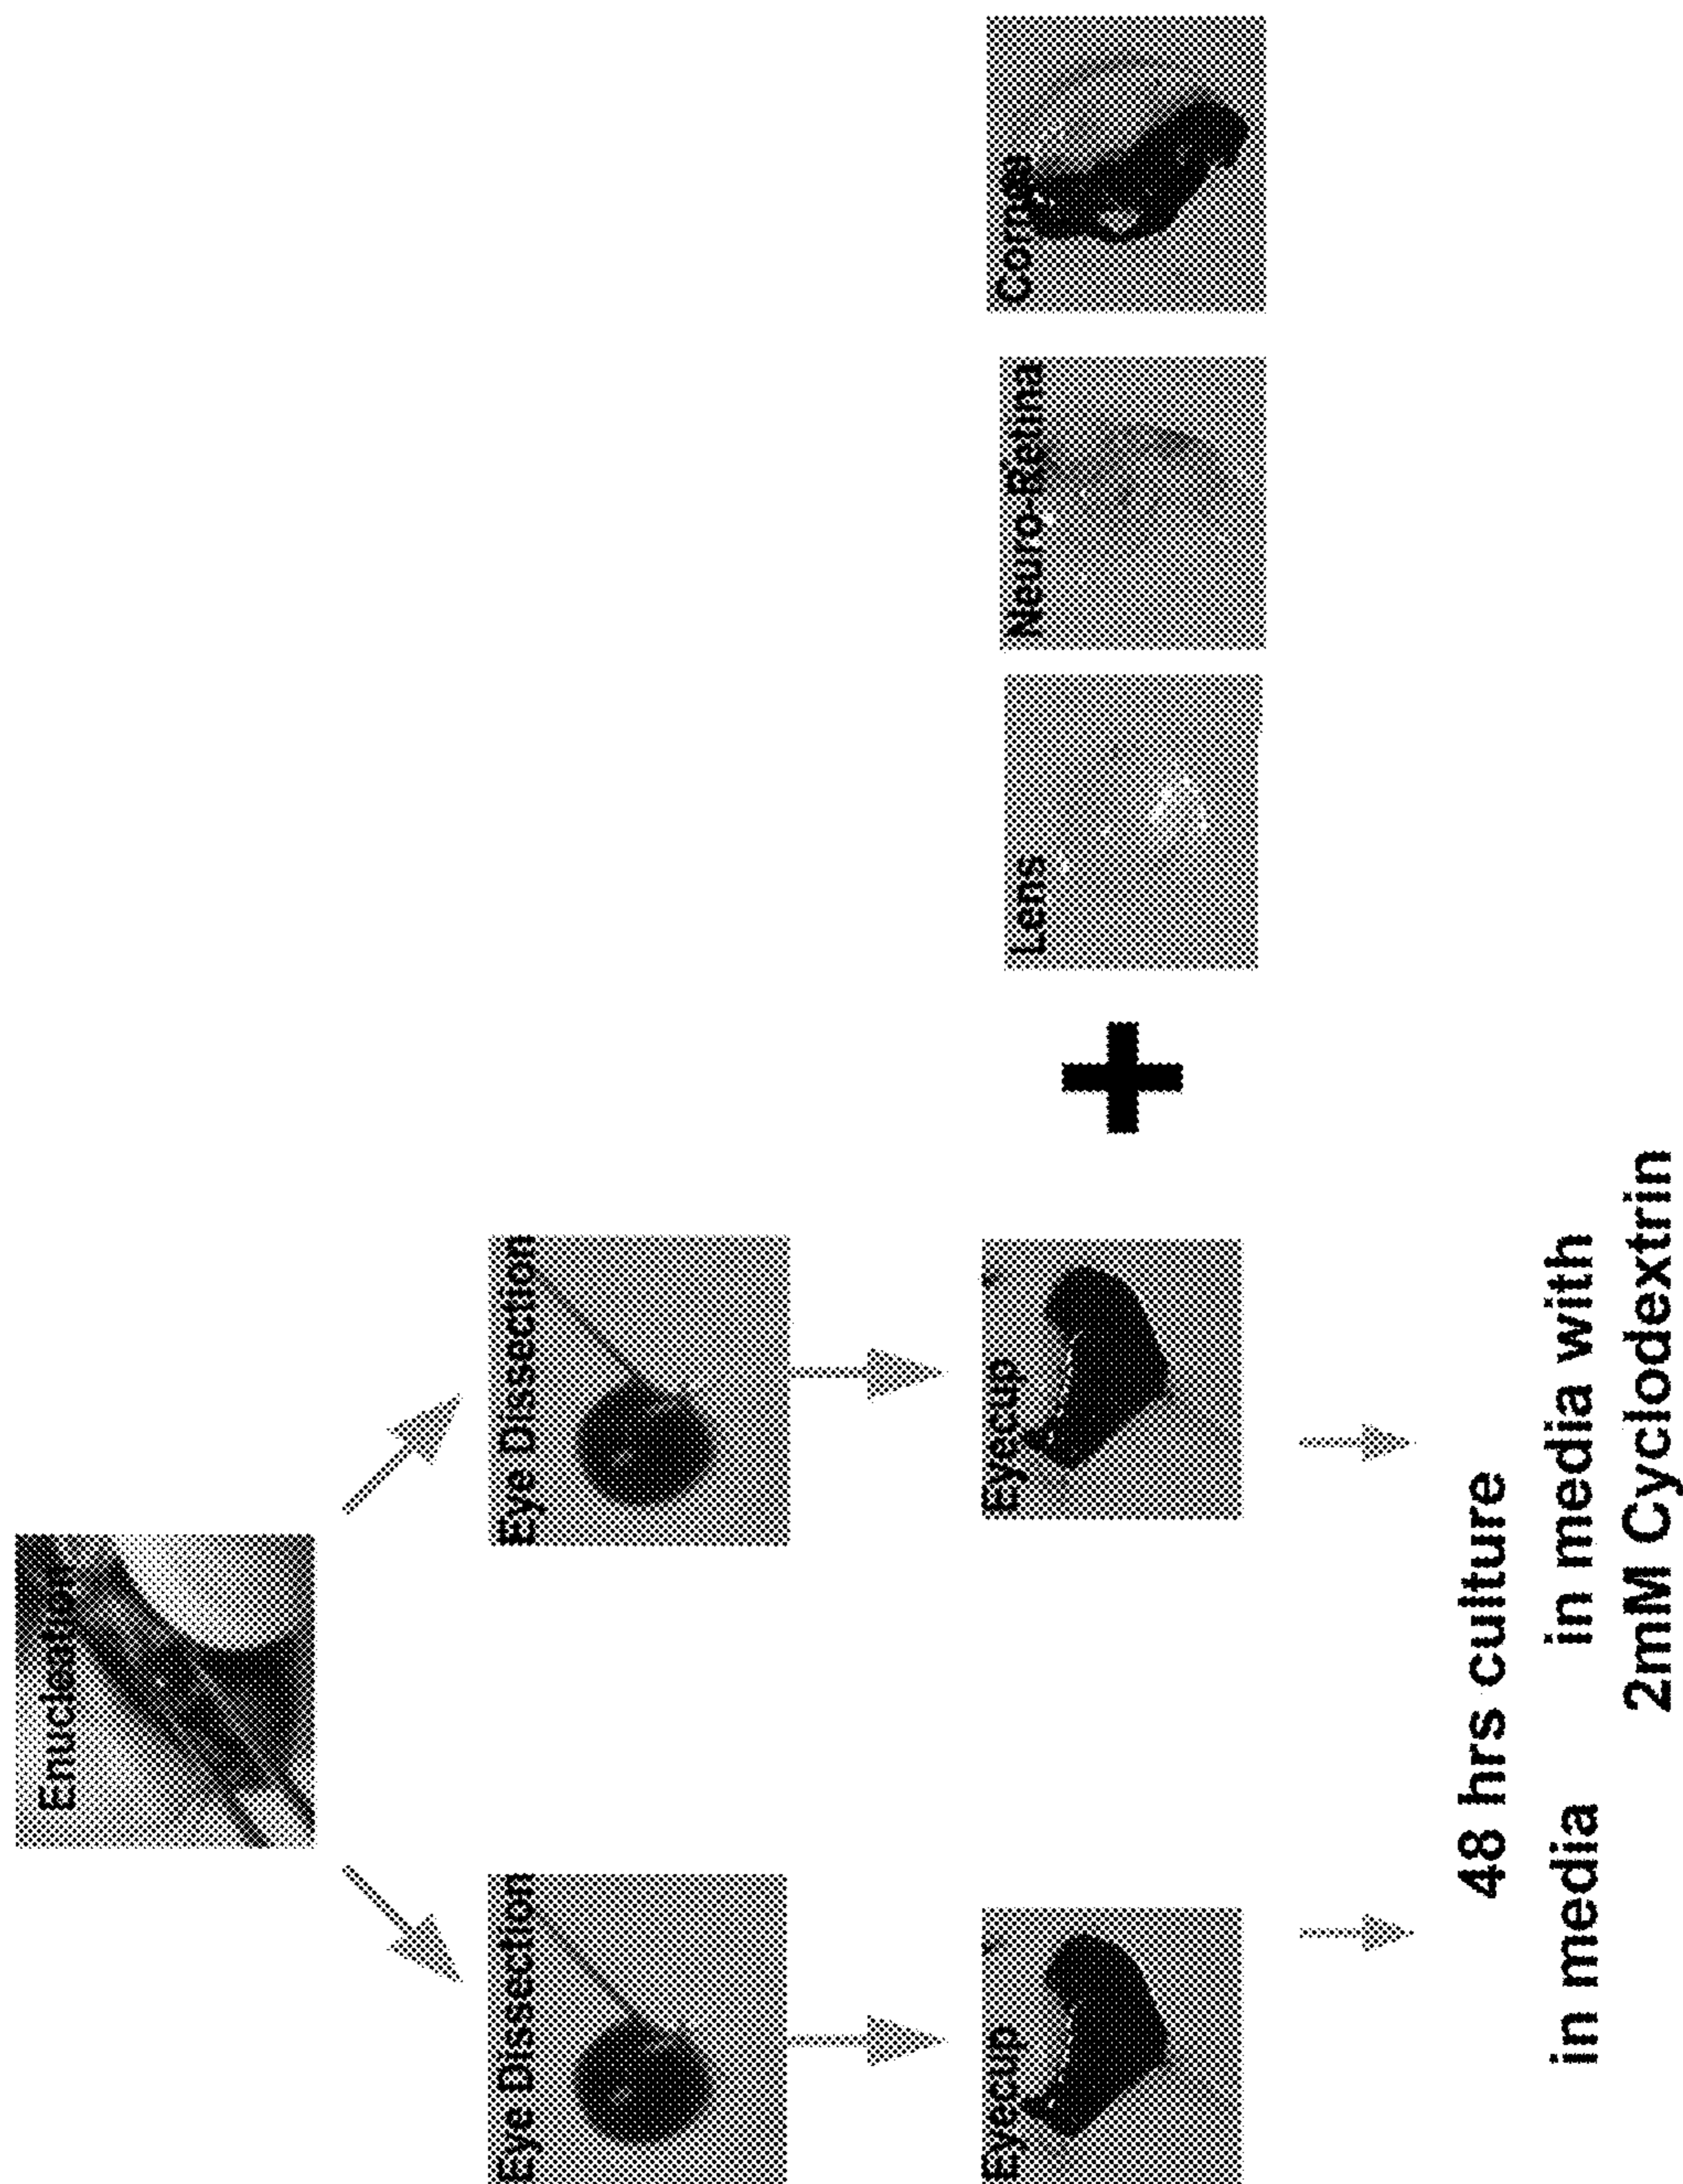 Enucleation
Eye Dissection
Eye Dissection
Eyecup
Eyecup
Lens
Neuro-Retina
Cornea
48 hrs culture
in media
in media with
2mM Cyclodextrin